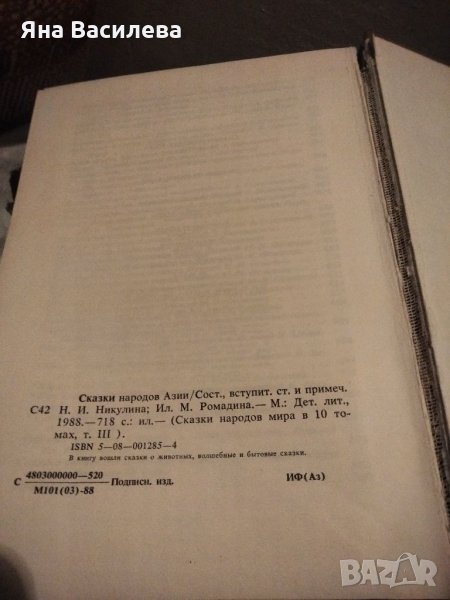 Яна Василева
Сказки народов Азии/Сост., вступит. ст. и примеч.
С42 Н. И. Никулина; Ил. М. Ромадина.— М.: Дет. лит.,
1988.—718 с.: ил.— (Сказки народов мира в 10 то-
мах, т. III ).
ISBN 5—08—001285—4
В книгу вошли сказки о животных, волшебные и бытовые сказки.
С 4803000000—520 Подписн. изд. ИФ(Аз)
М101(03)-88
BAZAR
.bg